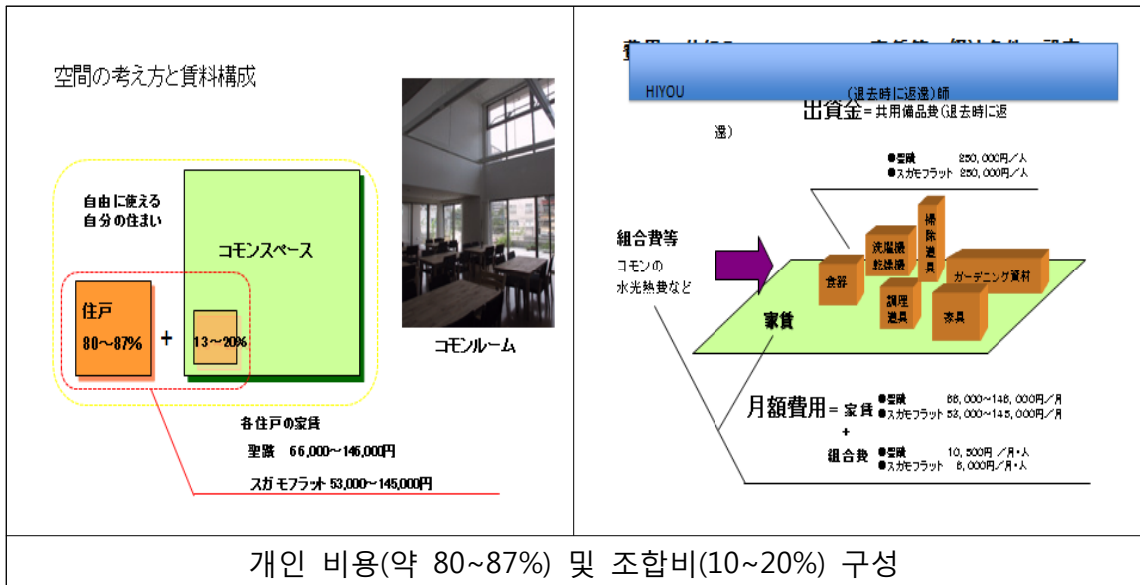 空間の考え方と賃料構成
自由に使える
自分の住まい
コモンスペース
住戸
80～87%
+
13～20%
コモンルーム
各住戸の家賃
聖蹟 66,000～146,000円
スガモフラット 53,000～145,000円
HIYOU
(退去時に返還)師
出資金=共用備品費(退去時に返
還)
●聖蹟 250,000円/人
●スガモフラット 250,000円/人
組合費等
コモンの
水光熱費など
掃除道具
洗濯機
乾燥機
食器
ガーデニング資材
調理
道具
家具
家賃
月額費用=家賃
●聖蹟 66,000～146,000円/月
●スガモフラット 53,000～145,000円/月
+
組合費
●聖蹟 10,500円/月・人
●スガモフラット 8,000円/月・人
개인 비용(약 80~87%) 및 조합비(10~20%) 구성